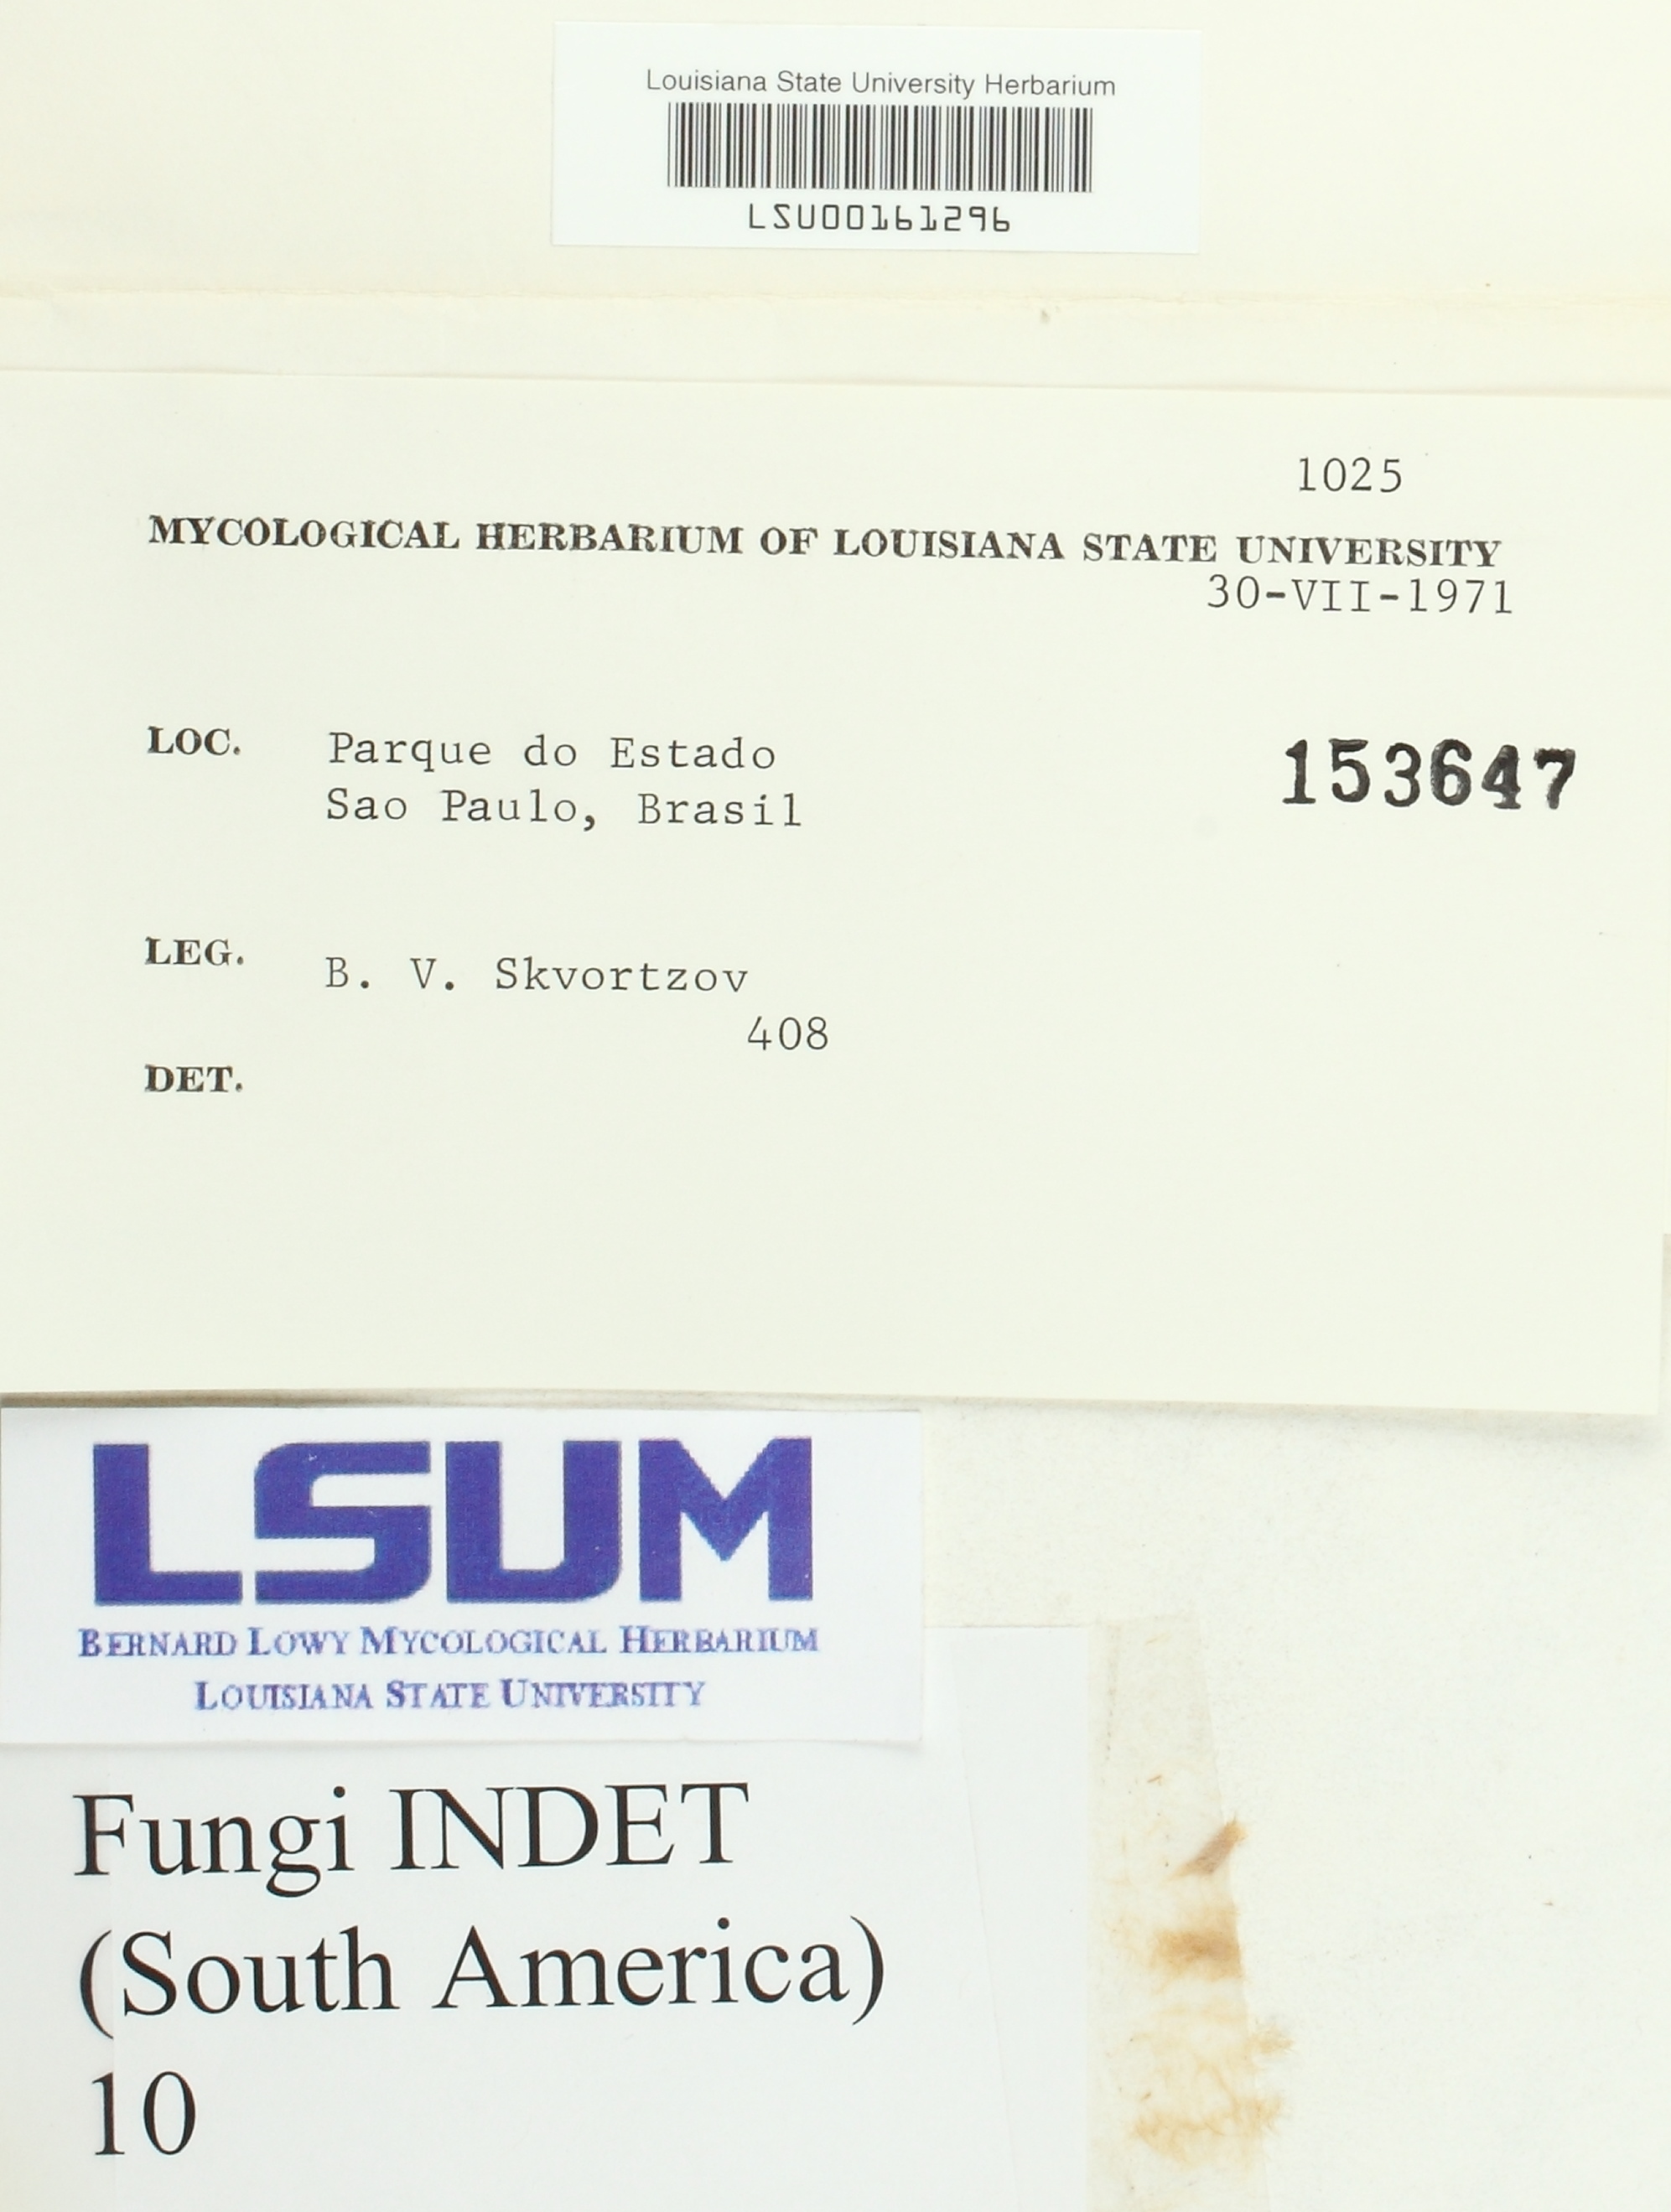 Louisiana State University Herbarium
LSU00161296
1025
MYCOLOGICAL HERBARIUM OF LOUISIANA STATE UNIVERSITY
30-VII-1971
LOC. Parque do Estado
Sao Paulo, Brasil
153647
LEG. B. V. Skvortzov
408
DET.
LSUM
BERNARD LOWY MYCOLOGICAL HERBARIUM
LOUISIANA STATE UNIVERSITY
Fungi INDET
(South America)
10